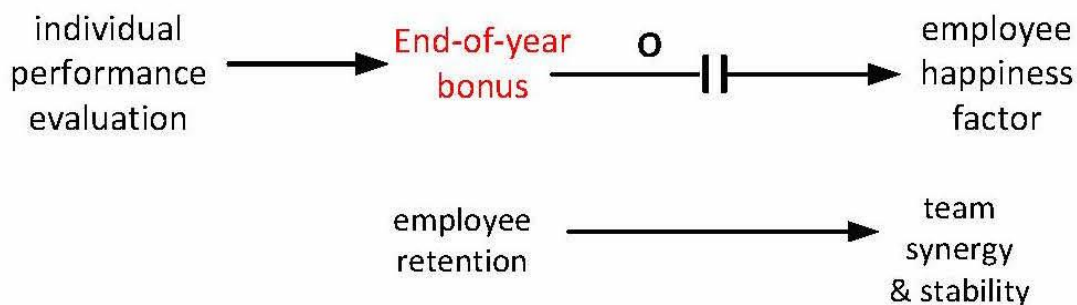 individual
performance
evaluation
End-of-year
bonus
O
employee
happiness
factor
employee
retention
team
synergy
& stability